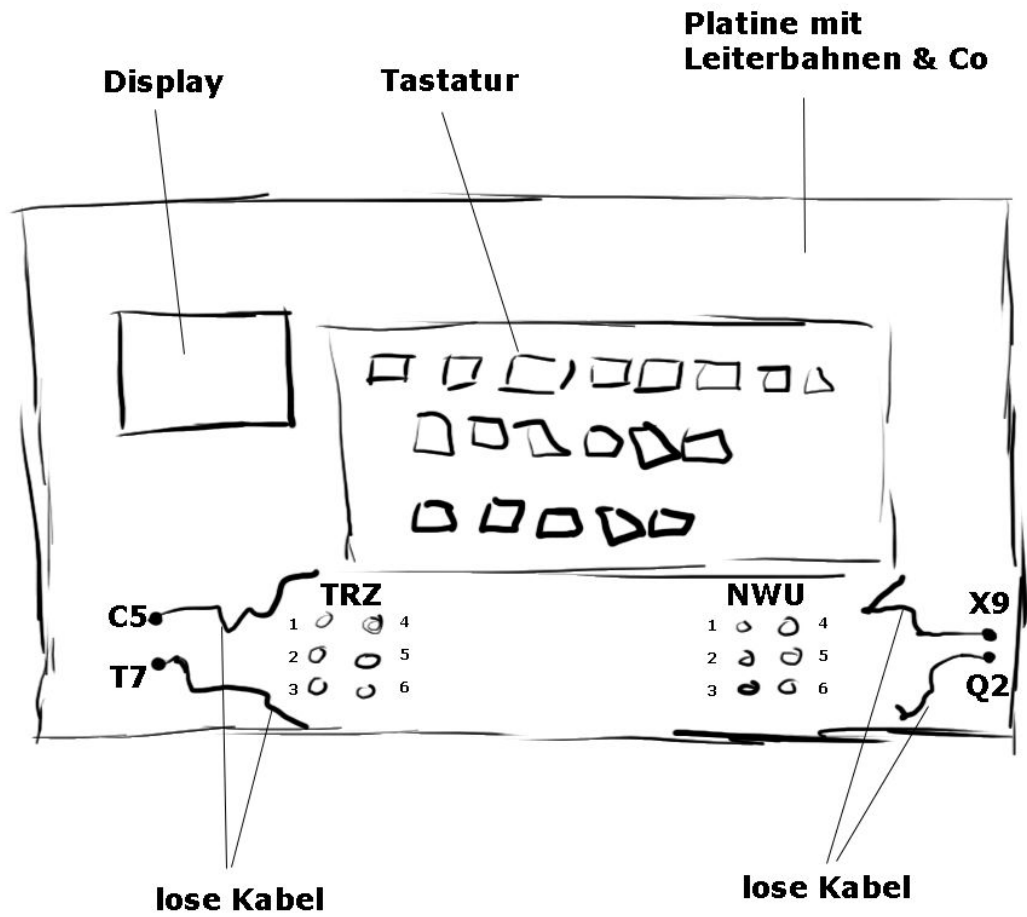 Platine mit
Leiterbahnen & Co
Display
Tastatur
TRZ
NWU
C5
X9
1
4
1
4
2
5
2
5
T7
Q2
3
6
3
6
lose Kabel
lose Kabel